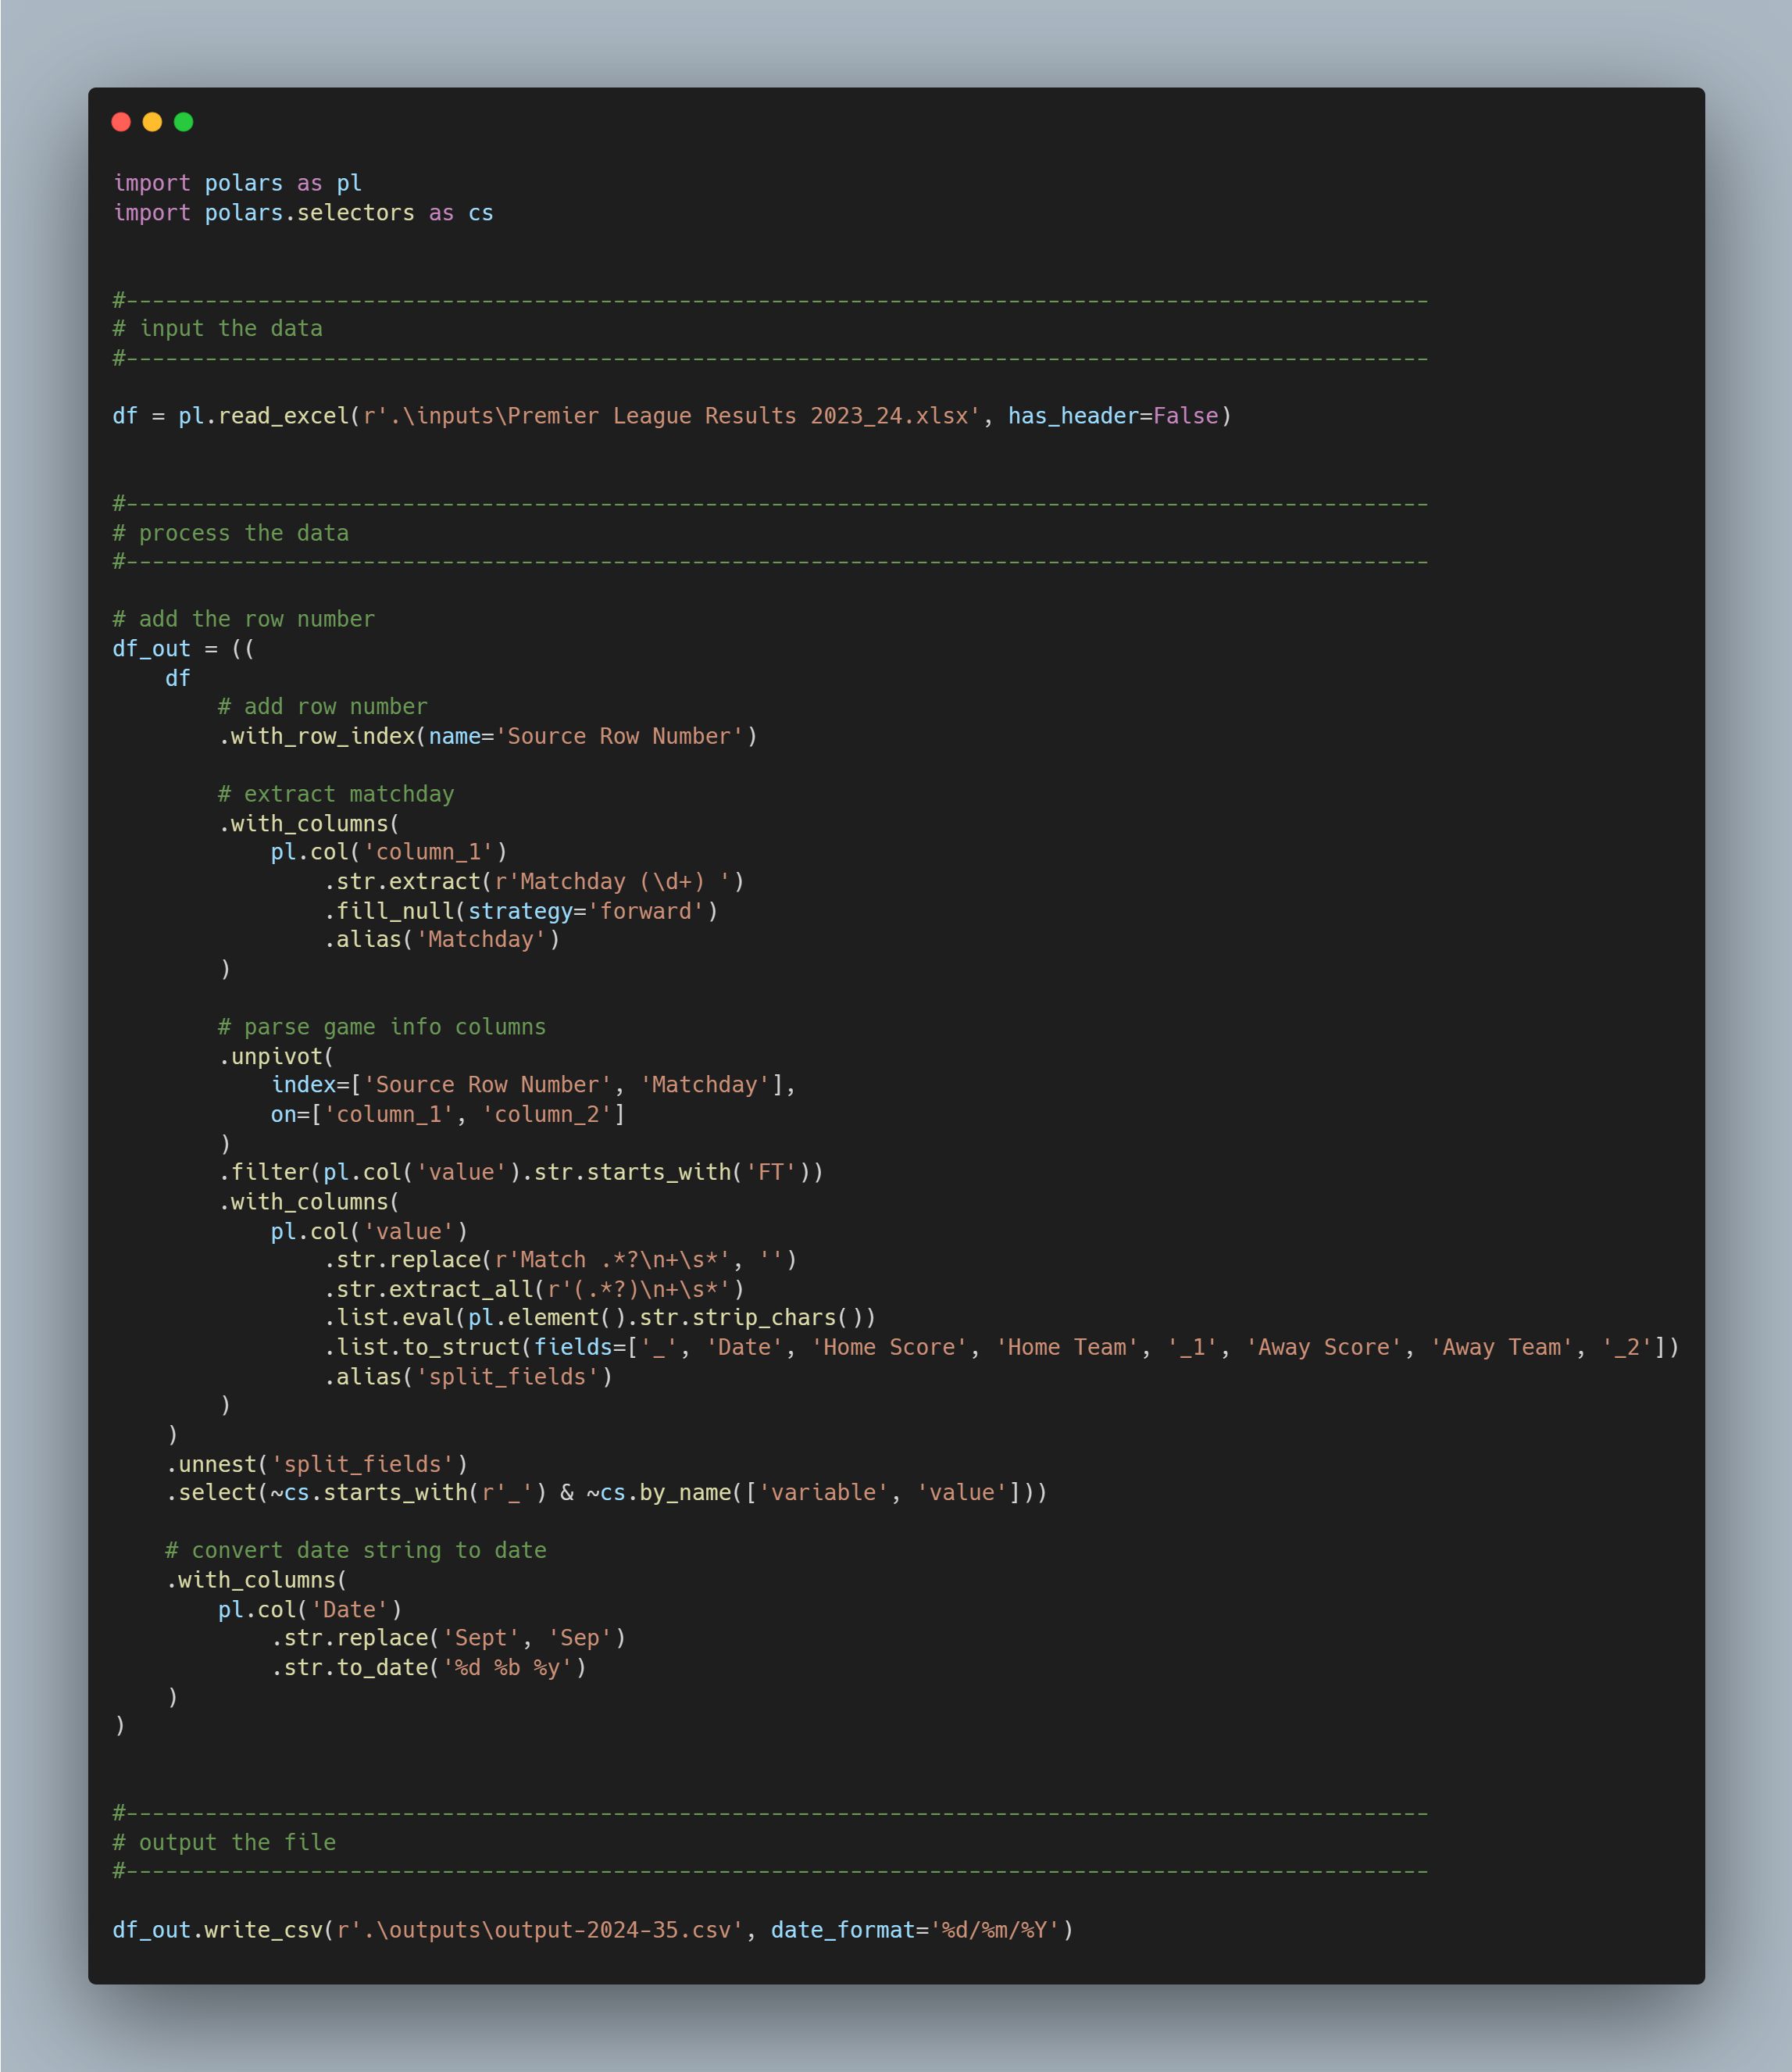 import polars as pl
import polars.selectors as cs
#---------------------------------------------------------------------------------------------------
# input the data
#---------------------------------------------------------------------------------------------------
df = pl.read_excel(r'.\inputs\Premier League Results 2023_24.xlsx', has_header=False)
#---------------------------------------------------------------------------------------------------
# process the data
#---------------------------------------------------------------------------------------------------
# add the row number
df_out = ((
    df
        # add row number
        .with_row_index(name='Source Row Number')
        # extract matchday
        .with_columns(
            pl.col('column_1')
                .str.extract(r'Matchday (\d+) ')
                .fill_null(strategy='forward')
                .alias('Matchday')
        )
        # parse game info columns
        .unpivot(
            index=['Source Row Number', 'Matchday'],
            on=['column_1', 'column_2']
        )
        .filter(pl.col('value').str.starts_with('FT'))
        .with_columns(
            pl.col('value')
                .str.replace(r'Match .*?\n+\s*', '')
                .str.extract_all(r'(.*?)\n+\s*')
                .list.eval(pl.element().str.strip_chars())
                .list.to_struct(fields=['_', 'Date', 'Home Score', 'Home Team', '_1', 'Away Score', 'Away Team', '_2'])
                .alias('split_fields')
        )
    )
    .unnest('split_fields')
    .select(~cs.starts_with(r'_') & ~cs.by_name(['variable', 'value']))
    # convert date string to date
    .with_columns(
        pl.col('Date')
            .str.replace('Sept', 'Sep')
            .str.to_date('%d %b %y')
    )
)
#---------------------------------------------------------------------------------------------------
# output the file
#---------------------------------------------------------------------------------------------------
df_out.write_csv(r'.\outputs\output-2024-35.csv', date_format='%d/%m/%Y')